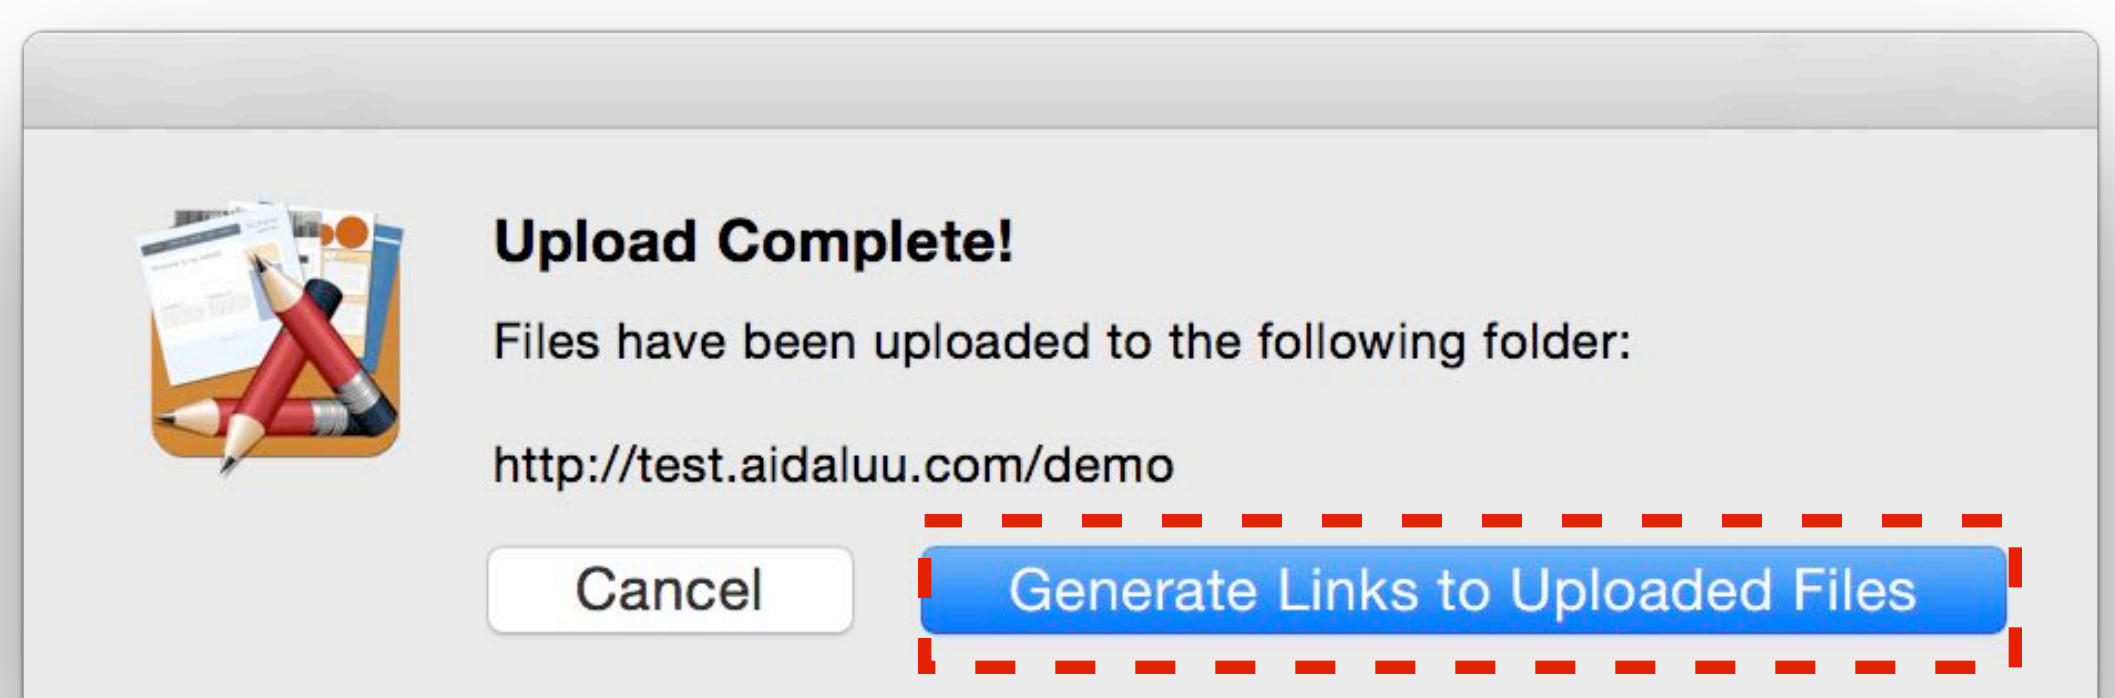 Upload Complete!
Files have been uploaded to the following folder:
http://test.aidaluu.com/demo
Cancel
Generate Links to Uploaded Files